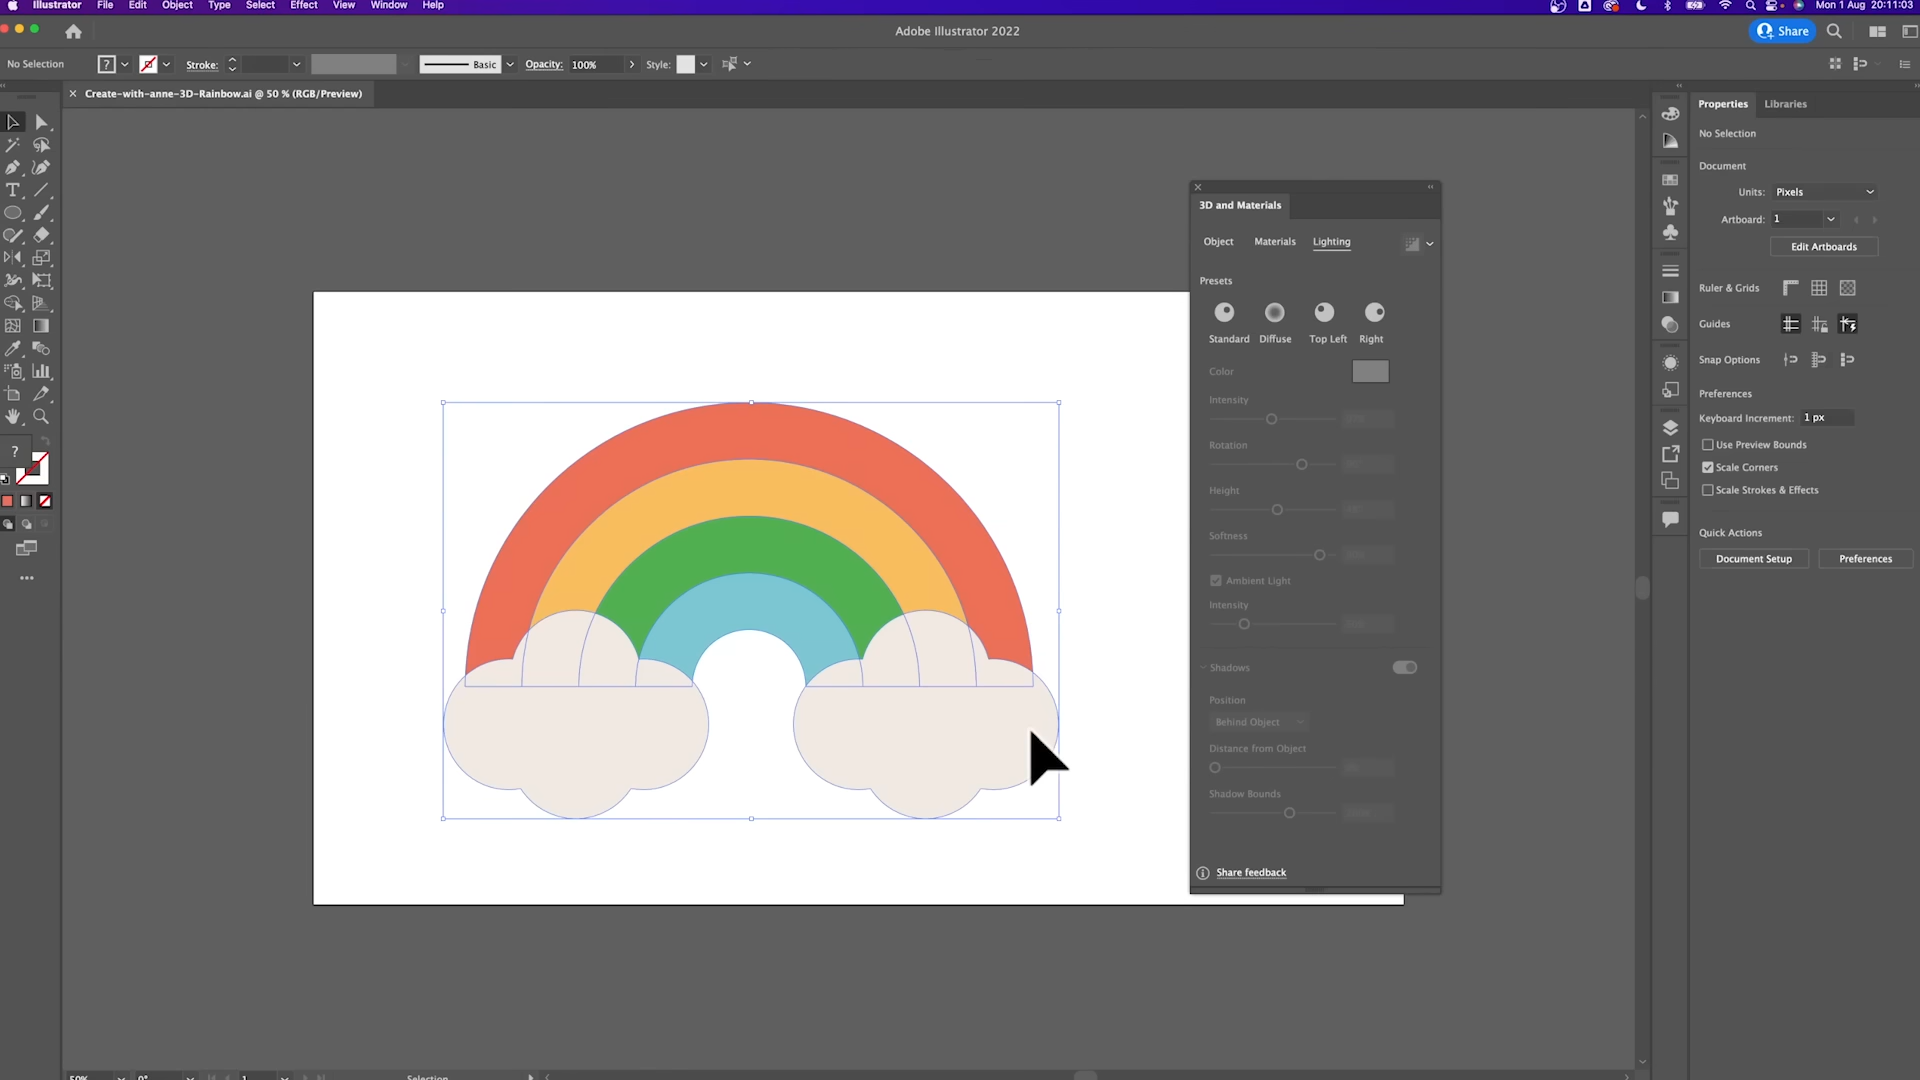 Illustrator File Edit Object Type Select Effect View Window Help Mon 1 Aug 20:11:03
Adobe Illustrator 2022 Share
No Selection ? Stroke: Basic Opacity: 100% Style:
Create-with-anne-3D-Rainbow.ai @ 50 % (RGB/Preview)
Properties Libraries
No Selection
Document
Units: Pixels
Artboard: 1
Edit Artboards
Ruler & Grids
Guides
Snap Options
Preferences
Keyboard Increment: 1 px
Use Preview Bounds
Scale Corners
Scale Strokes & Effects
Quick Actions
Document Setup Preferences
3D and Materials
Object Materials Lighting
Presets
Standard Diffuse Top Left Right
Color
Intensity
Rotation
Height
Softness
Ambient Light
Intensity
Shadows
Position
Behind Object
Distance from Object
Shadow Bounds
Share feedback
T
?
50% 0° 1 Selection